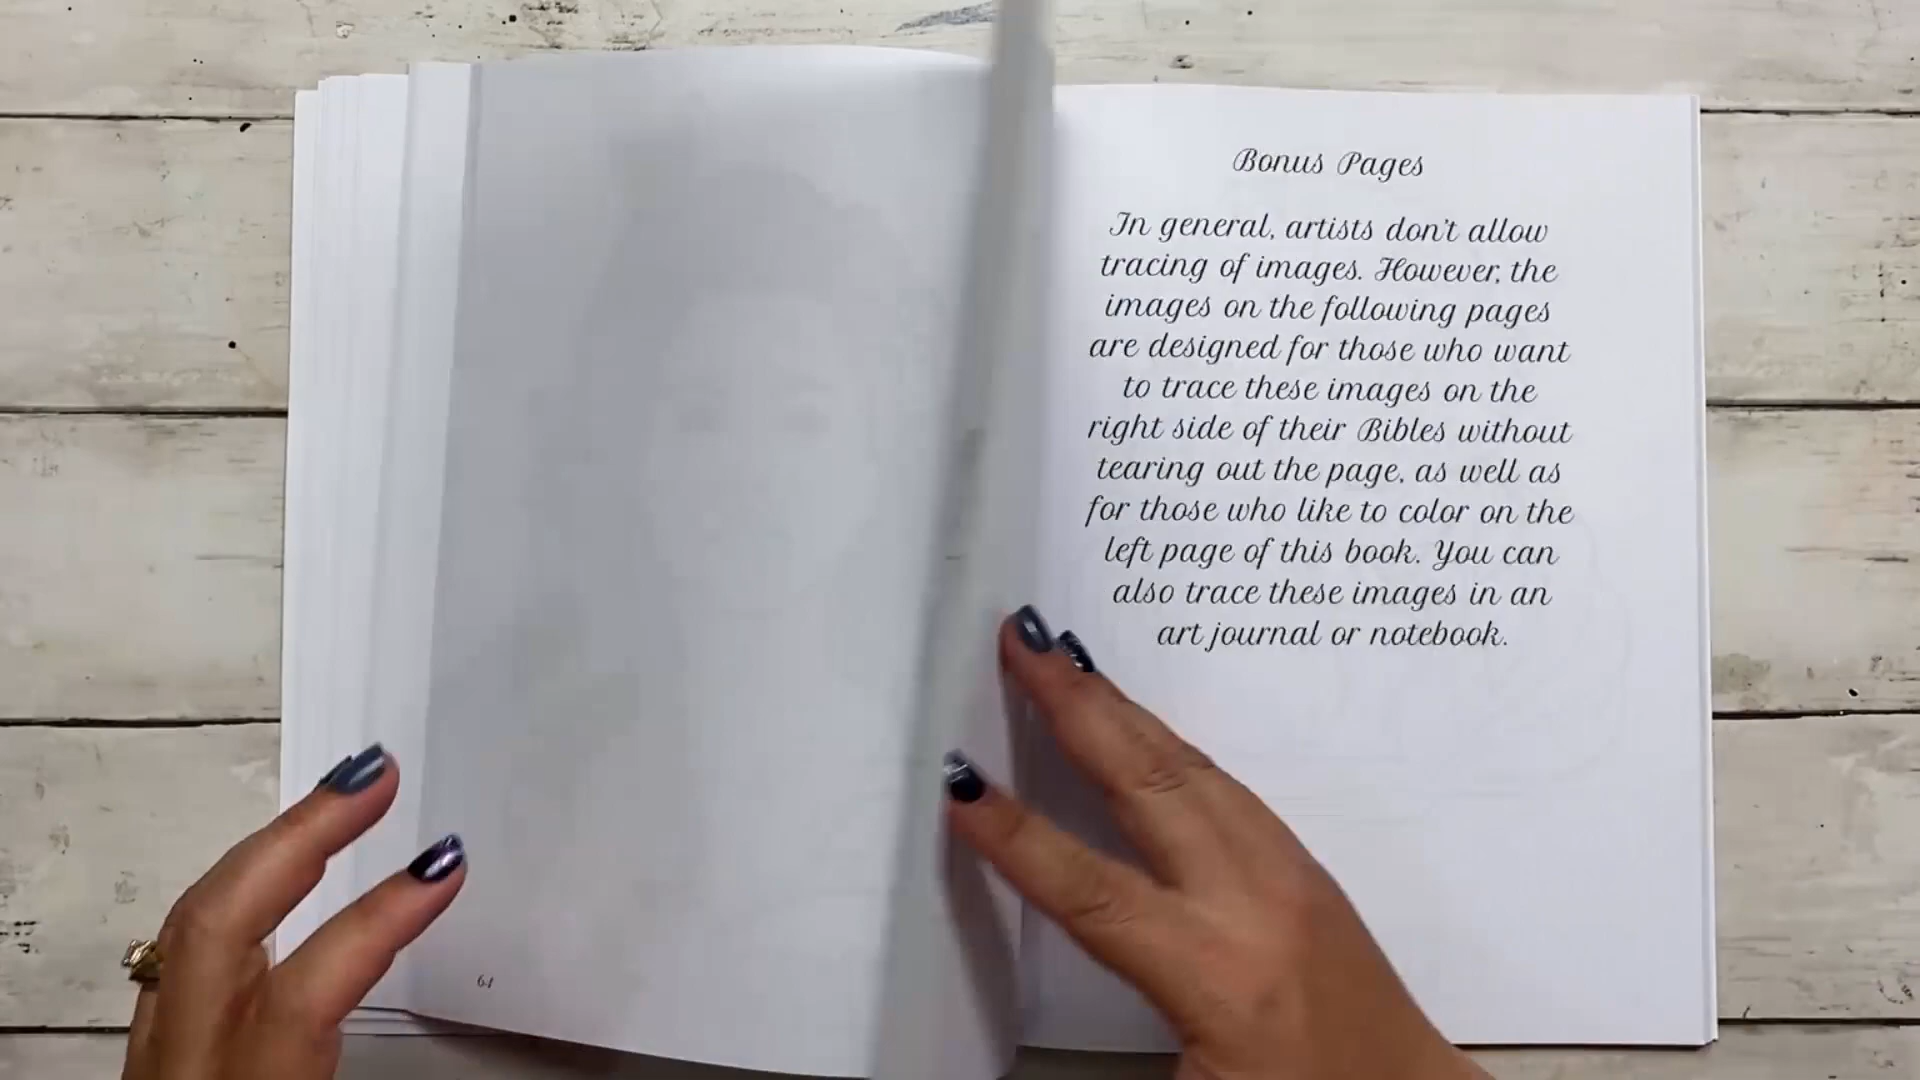 Bonus Pages
In general, artists don't allow
tracing of images. However, the
images on the following pages
are designed for those who want
to trace these images on the
right side of their Bibles without
tearing out the page, as well as
for those who like to color on the
left page of this book. You can
also trace these images in an
art journal or notebook.